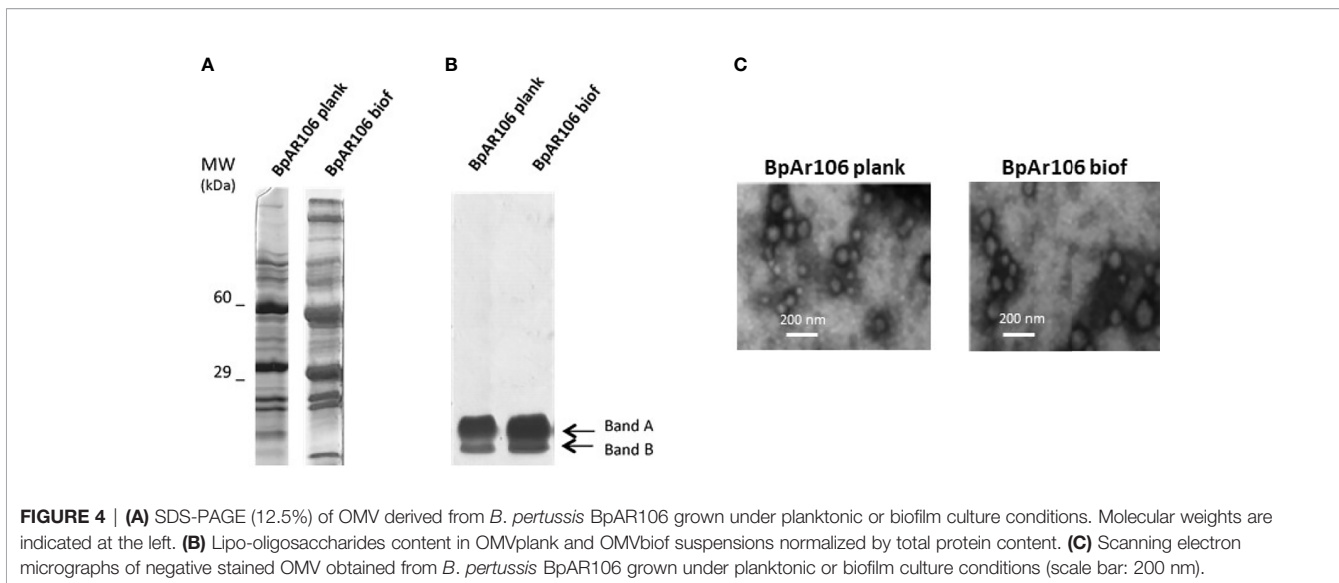 A
BpAR106 plank
BpAR106 biof
MW
(kDa)
60
29
B
BpAR106 plank
BpAR106 biof
Band A
Band B
C
BpAr106 plank
BpAr106 biof
200 nm
200 nm
FIGURE 4 | (A) SDS-PAGE (12.5%) of OMV derived from B. pertussis BpAR106 grown under planktonic or biofilm culture conditions. Molecular weights are
indicated at the left. (B) Lipo-oligosaccharides content in OMVplank and OMVbiof suspensions normalized by total protein content. (C) Scanning electron
micrographs of negative stained OMV obtained from B. pertussis BpAR106 grown under planktonic or biofilm culture conditions (scale bar: 200 nm).